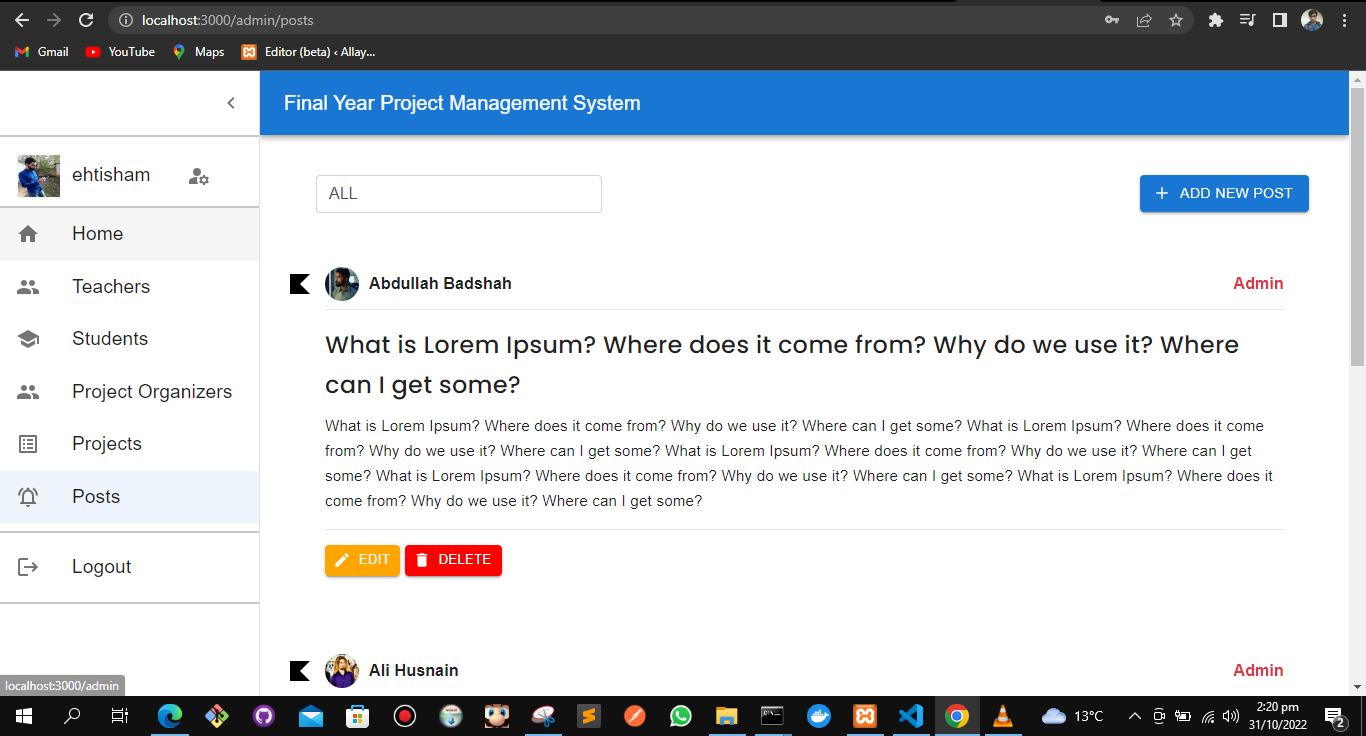 localhost:3000/admin/posts
Gmail YouTube Maps Editor (beta) ‹ Allay...
Final Year Project Management System
ehtisham
Home
Teachers
Students
Project Organizers
Projects
Posts
Logout
ALL
ADD NEW POST
Abdullah Badshah Admin
What is Lorem Ipsum? Where does it come from? Why do we use it? Where
can I get some?
What is Lorem Ipsum? Where does it come from? Why do we use it? Where can I get some? What is Lorem Ipsum? Where does it come
from? Why do we use it? Where can I get some? What is Lorem Ipsum? Where does it come from? Why do we use it? Where can I get
some? What is Lorem Ipsum? Where does it come from? Why do we use it? Where can I get some? What is Lorem Ipsum? Where does it
come from? Why do we use it? Where can I get some?
EDIT DELETE
Ali Husnain Admin
localhost:3000/admin
13°C
2:20 pm
31/10/2022
2